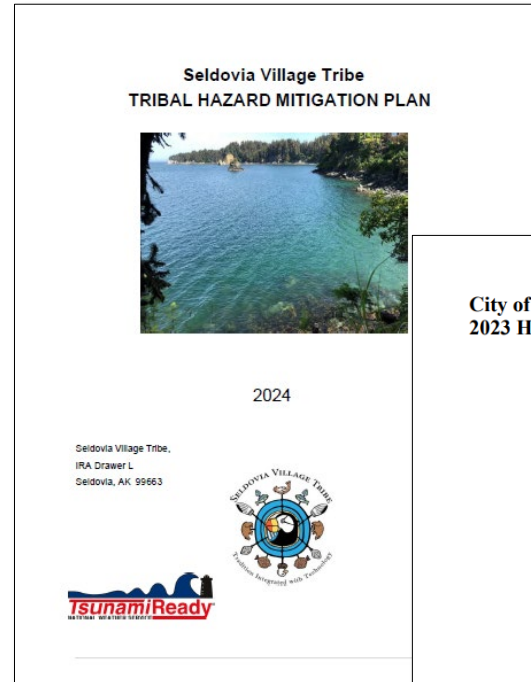 Seldovia Village Tribe
TRIBAL HAZARD MITIGATION PLAN
City of
2023 H
2024
Seldovia Village Tribe,
IRA Drawer L
Seldovia, AK 99663
SELDOVIA VILLAGE TRIBE
Tradition Integrated with Technology
TsunamiReady
NATIONAL WEATHER SERVICE